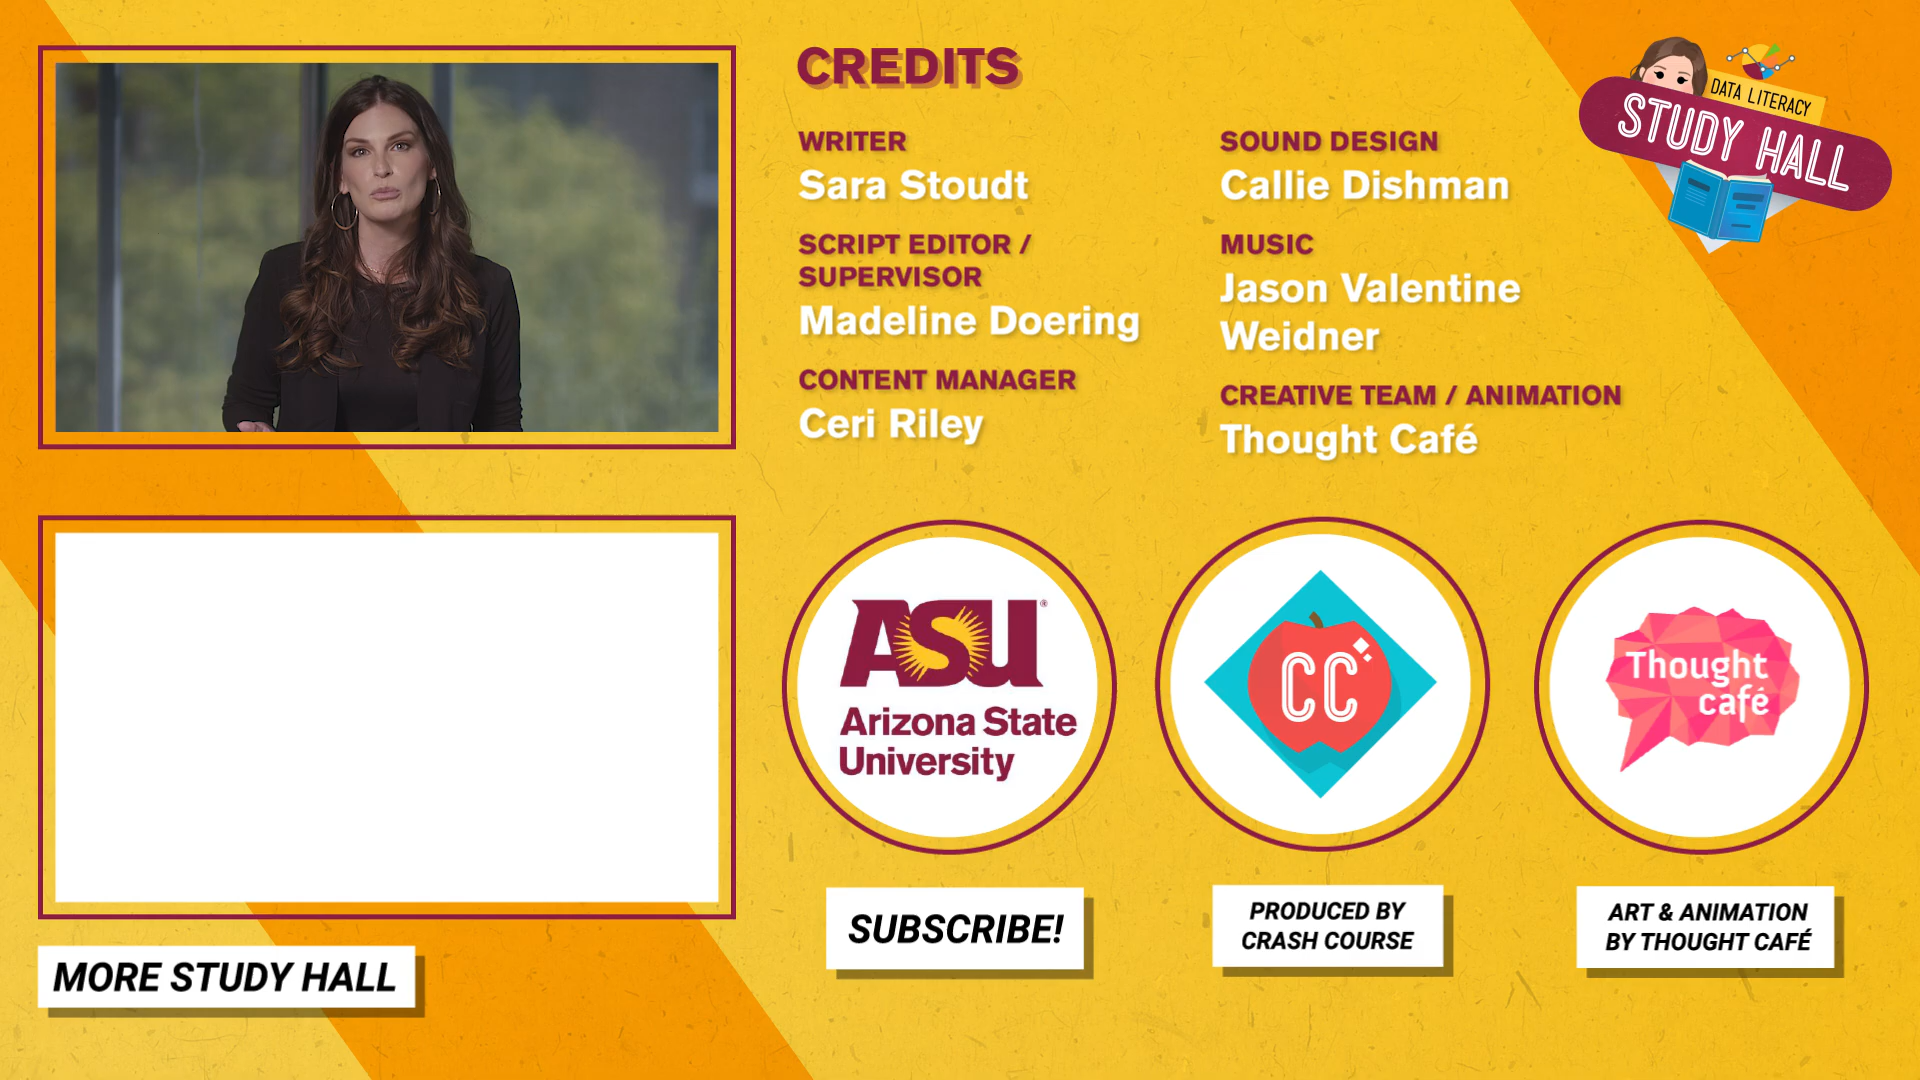 CREDITS
WRITER
Sara Stoudt
SCRIPT EDITOR /
SUPERVISOR
Madeline Doering
CONTENT MANAGER
Ceri Riley
SOUND DESIGN
Callie Dishman
MUSIC
Jason Valentine
Weidner
CREATIVE TEAM / ANIMATION
Thought Café
DATA LITERACY
STUDY HALL
ASU®
Arizona State
University
CC
Thought
café
SUBSCRIBE!
PRODUCED BY
CRASH COURSE
ART & ANIMATION
BY THOUGHT CAFÉ
MORE STUDY HALL